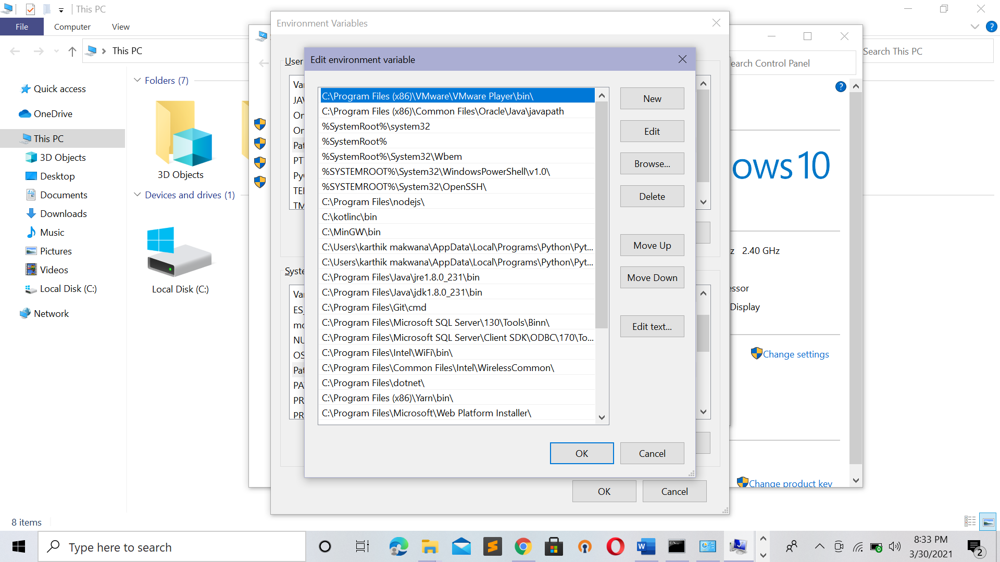 This PC
File
Computer
View
This PC
Search This PC
Quick access
OneDrive
This PC
3D Objects
Desktop
Documents
Downloads
Music
Pictures
Videos
Local Disk (C:)
Network
Folders (7)
3D Objects
Devices and drives (1)
Local Disk (C:)
8 items
Environment Variables
User
Va
JA
On
On
Pat
PT
Py
TE
TM
Syste
Va
ES_
mo
NU
OS
Pat
PA
PR
PR
OK
Cancel
Edit environment variable
C:\Program Files (x86)\VMware\VMware Player\bin\
C:\Program Files (x86)\Common Files\Oracle\Java\javapath
%SystemRoot%\system32
%SystemRoot%
%SystemRoot%\System32\Wbem
%SYSTEMROOT%\System32\WindowsPowerShell\v1.0\
%SYSTEMROOT%\System32\OpenSSH\
C:\Program Files\nodejs\
C:\kotlinc\bin
C:\MinGW\bin
C:\Users\karthik makwana\AppData\Local\Programs\Python\Pyt...
C:\Users\karthik makwana\AppData\Local\Programs\Python\Pyt...
C:\Program Files\Java\jre1.8.0_231\bin
C:\Program Files\Java\jdk1.8.0_231\bin
C:\Program Files\Git\cmd
C:\Program Files\Microsoft SQL Server\130\Tools\Binn\
C:\Program Files\Microsoft SQL Server\Client SDK\ODBC\170\To...
C:\Program Files\Intel\WiFi\bin\
C:\Program Files\Common Files\Intel\WirelessCommon\
C:\Program Files\dotnet\
C:\Program Files (x86)\Yarn\bin\
C:\Program Files\Microsoft\Web Platform Installer\
New
Edit
Browse...
Delete
Move Up
Move Down
Edit text...
OK
Cancel
earch Control Panel
ows 10
z 2.40 GHz
essor
Display
Change settings
Change product key
Type here to search
8:33 PM
3/30/2021
2